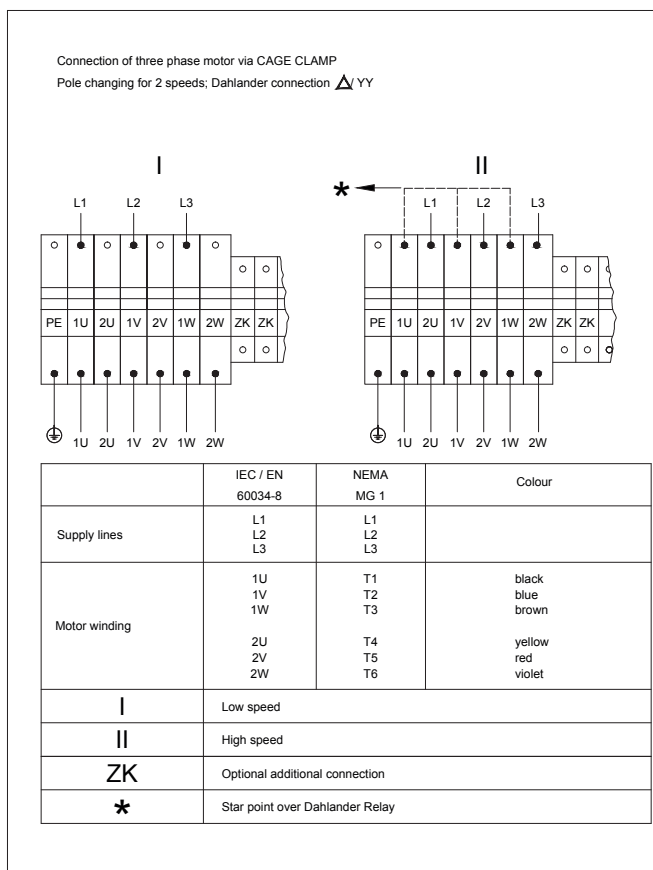 Connection of three phase motor via CAGE CLAMP
Pole changing for 2 speeds; Dahlander connection △/ YY
I
II
L1 L2 L3
* L1 L2 L3
PE 1U 2U 1V 2V 1W 2W ZK ZK
PE 1U 2U 1V 2V 1W 2W ZK ZK
1U 2U 1V 2V 1W 2W
1U 2U 1V 2V 1W 2W
IEC / EN NEMA Colour
60034-8 MG 1
Supply lines
L1 L1
L2 L2
L3 L3
Motor winding
1U T1 black
1V T2 blue
1W T3 brown
2U T4 yellow
2V T5 red
2W T6 violet
I Low speed
II High speed
ZK Optional additional connection
* Star point over Dahlander Relay